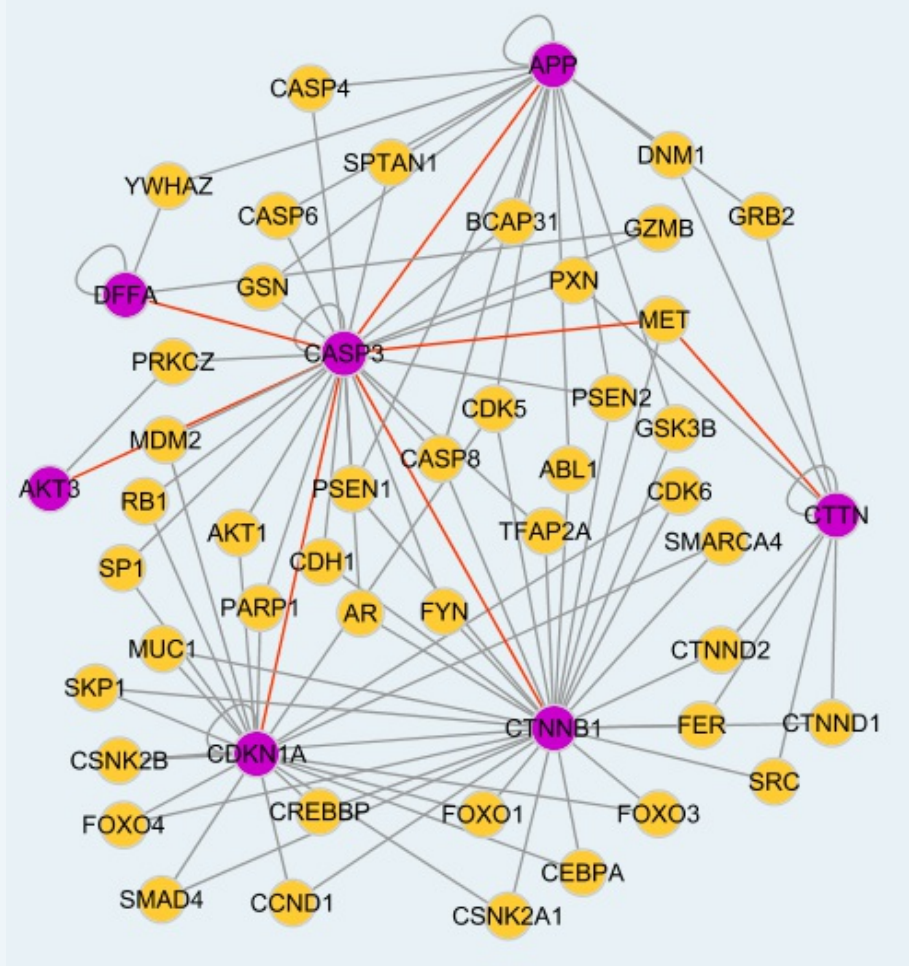 APP
CASP4
DNM1
SPTAN1
YWHAZ
CASP6
BCAP31
GRB2
GZMB
PXN
GSN
DFFA
MET
CASP3
PRKCZ
PSEN2
CDK5
GSK3B
MDM2
CASP8
ABL1
AKT3
PSEN1
CDK6
RB1
CTTN
AKT1
TFAP2A
SMARCA4
CDH1
SP1
PARP1
AR
FYN
MUC1
CTNND2
SKP1
CTNNB1
FER
CTNND1
CDKN1A
CSNK2B
SRC
CREBBP
FOXO1
FOXO3
FOXO4
CEBPA
SMAD4
CCND1
CSNK2A1